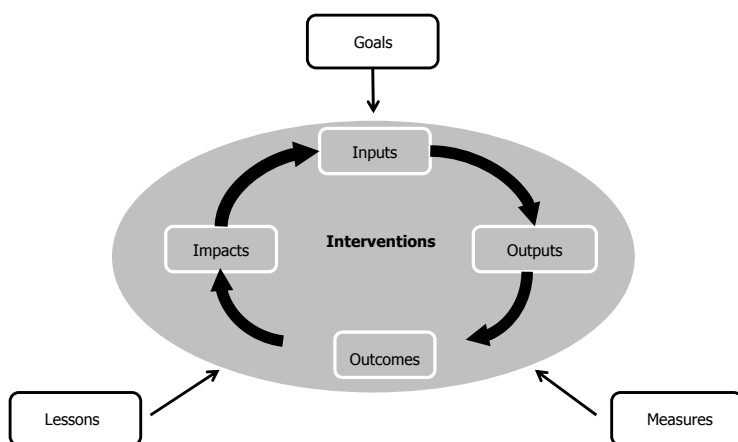 Goals
Inputs
Impacts
Interventions
Outputs
Outcomes
Lessons
Measures